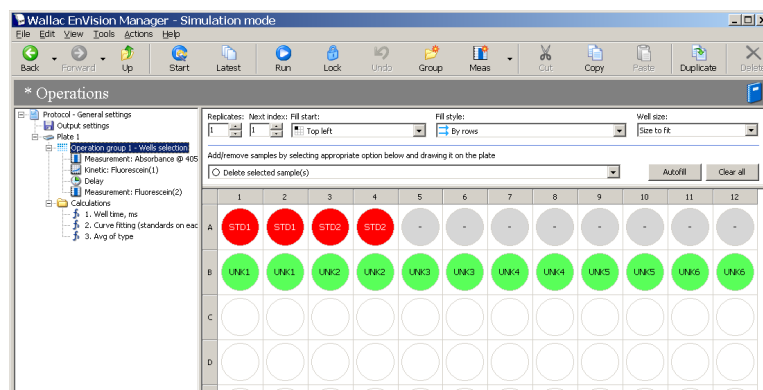 Wallac EnVision Manager - Simulation mode
File Edit View Tools Actions Help
Back Forward Up Start Latest Run Lock Undo Group Meas Cut Copy Paste Duplicate Delete
* Operations
Protocol - General settings
Output settings
Plate 1
Operation group 1 - Wells selection
Measurement: Absorbance @ 405
Kinetic: Fluorescein(1)
Delay
Measurement: Fluorescein(2)
Calculations
1. Well time, ms
2. Curve fitting (standards on eac
3. Avg of type
Replicates: Next index: Fill start: Fill style: Well size:
1 1 Top left By rows Size to fit
Add/remove samples by selecting appropriate option below and drawing it on the plate
Delete selected sample(s) Autofill Clear all
1 2 3 4 5 6 7 8 9 10 11 12
A STD1 STD1 STD2 STD2 - - - - - - - -
B UNK1 UNK1 UNK2 UNK2 UNK3 UNK3 UNK4 UNK4 UNK5 UNK5 UNK6 UNK6
C
D